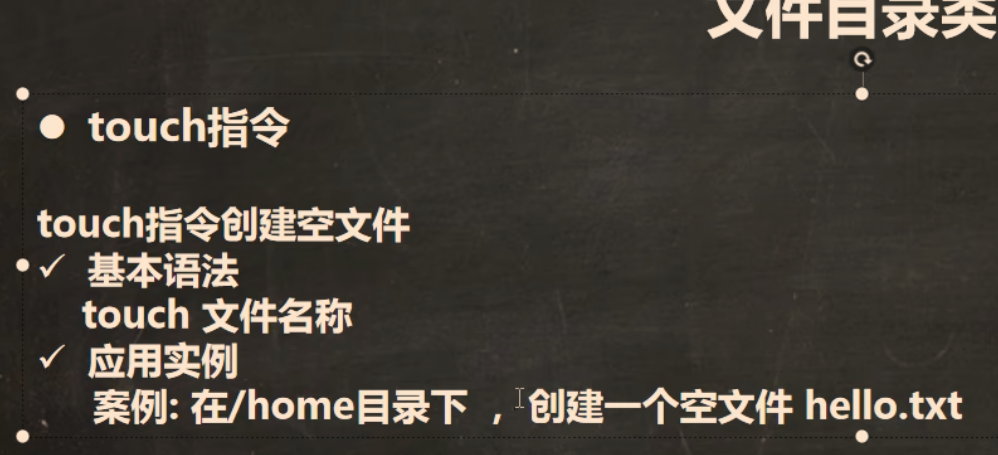 文件目录类
● touch指令
touch指令创建空文件
✓ 基本语法
touch 文件名称
✓ 应用实例
案例: 在/home目录下 ，创建一个空文件 hello.txt